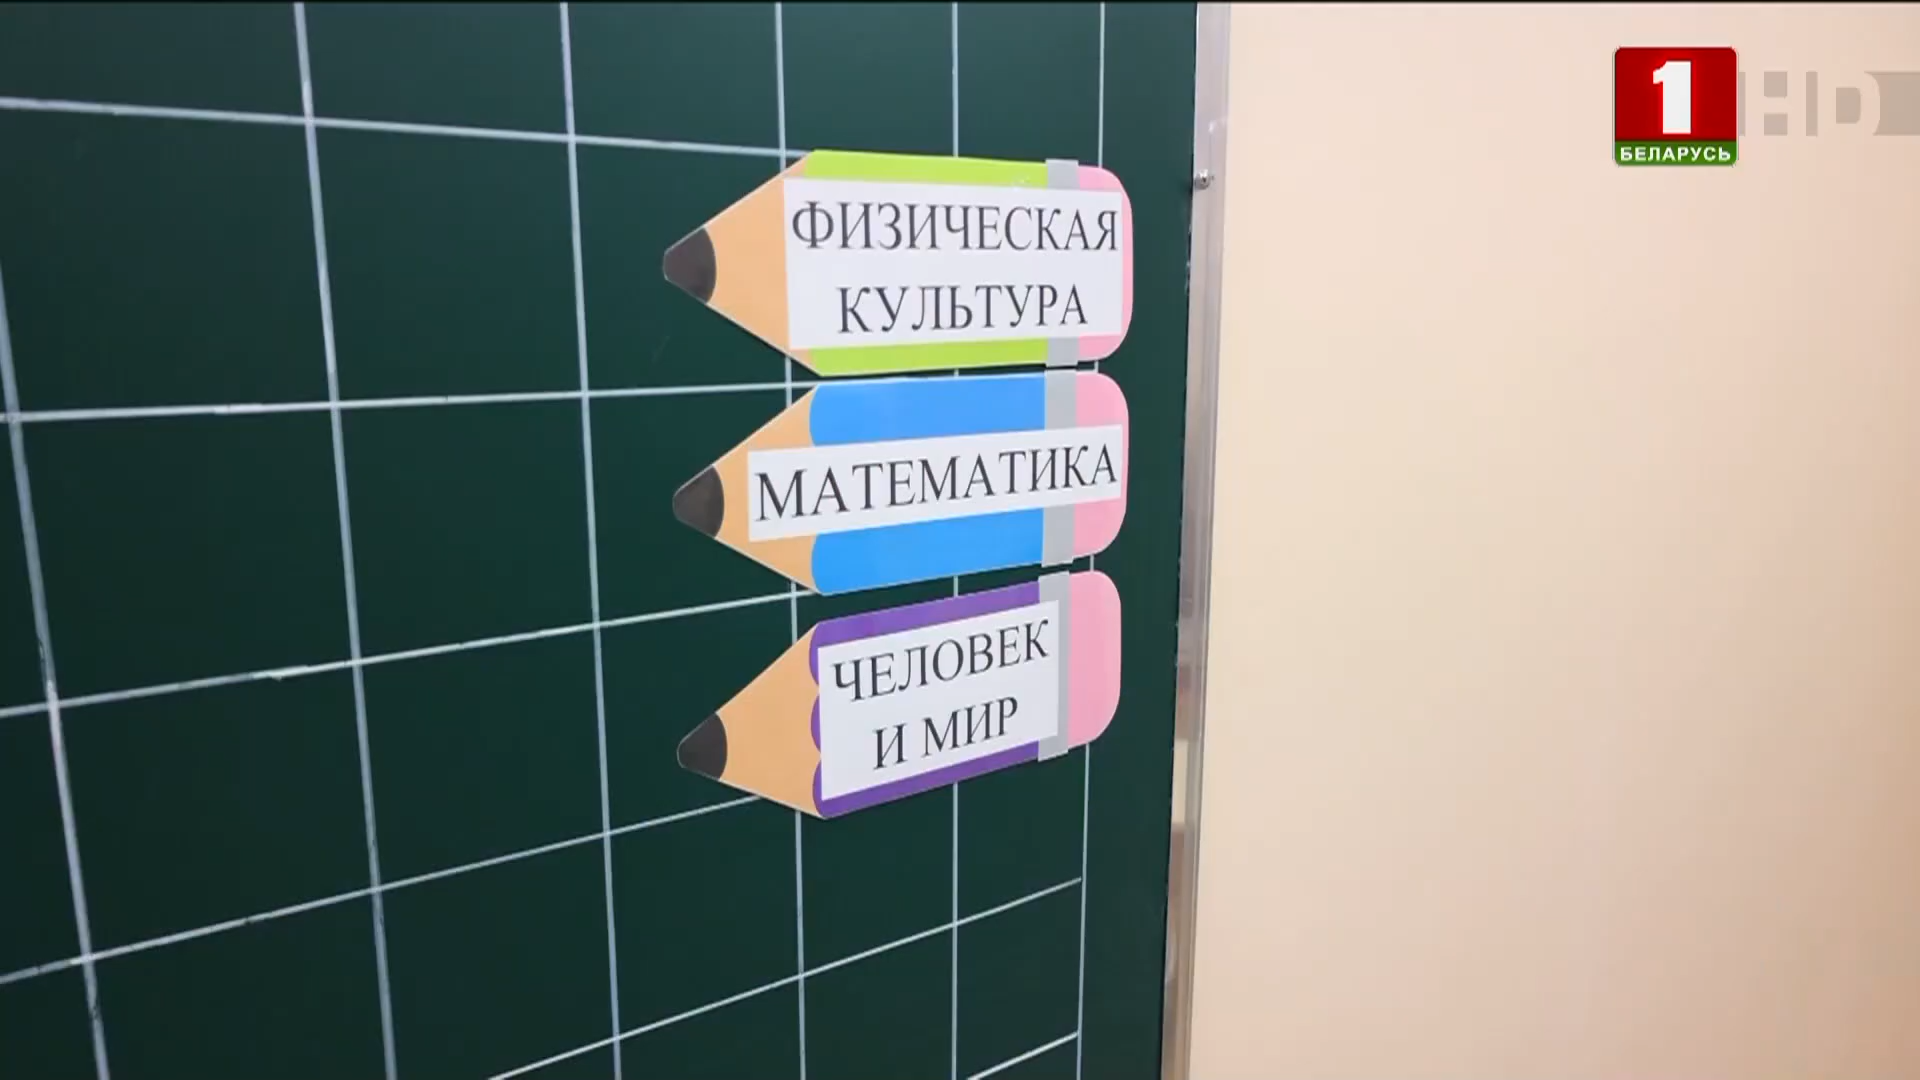 1
HD
БЕЛАРУСЬ
ФИЗИЧЕСКАЯ
КУЛЬТУРА
МАТЕМАТИКА
ЧЕЛОВЕК
И МИР